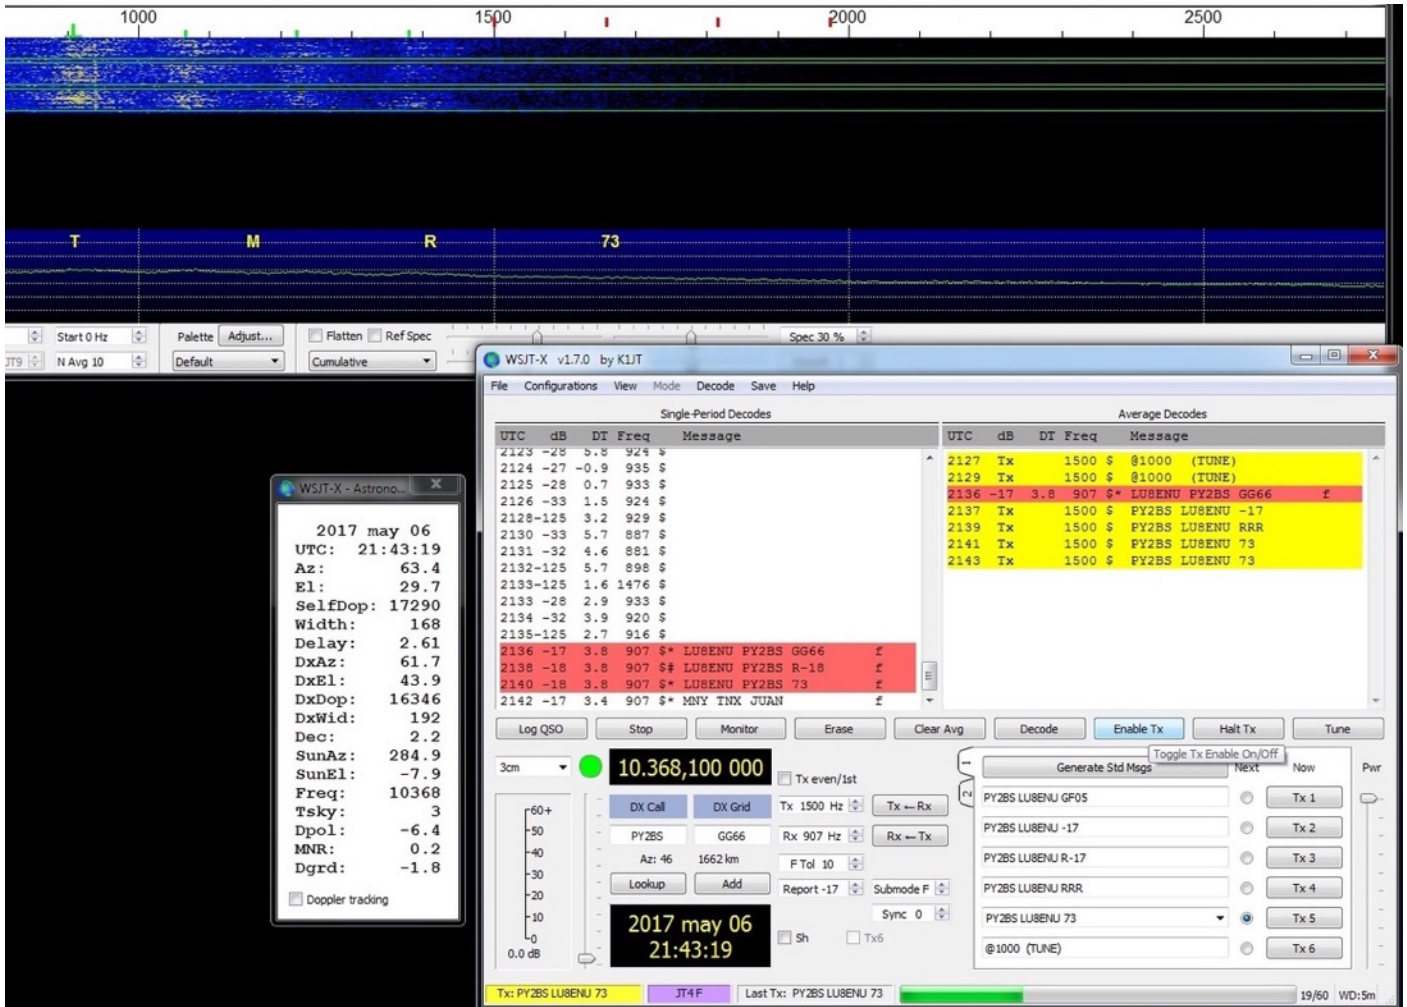 1000 1500 2000 2500
T M R 73
Start 0 Hz Palette Adjust... Flatten Ref Spec Spec 30 %
JT9 N Avg 10 Default Cumulative
WSJT-X v1.7.0 by K1JT
File Configurations View Mode Decode Save Help
Single-Period Decodes
UTC dB DT Freq Message
2123 -28 5.8 924 $
2124 -27 -0.9 935 $
2125 -28 0.7 933 $
2126 -33 1.5 924 $
2128-125 3.2 929 $
2130 -33 5.7 887 $
2131 -32 4.6 881 $
2132-125 5.7 898 $
2133-125 1.6 1476 $
2133 -28 2.9 933 $
2134 -32 3.9 920 $
2135-125 2.7 916 $
2136 -17 3.8 907 $* LU8ENU PY2BS GG66 f
2138 -18 3.8 907 $# LU8ENU PY2BS R-18 f
2140 -18 3.8 907 $* LU8ENU PY2BS 73 f
2142 -17 3.4 907 $* MNY TNX JUAN f
Average Decodes
UTC dB DT Freq Message
2127 Tx 1500 $ @1000 (TUNE)
2129 Tx 1500 $ @1000 (TUNE)
2136 -17 3.8 907 $* LU8ENU PY2BS GG66 f
2137 Tx 1500 $ PY2BS LU8ENU -17
2139 Tx 1500 $ PY2BS LU8ENU RRR
2141 Tx 1500 $ PY2BS LU8ENU 73
2143 Tx 1500 $ PY2BS LU8ENU 73
WSJT-X - Astrono...
2017 may 06
UTC: 21:43:19
Az: 63.4
El: 29.7
SelfDop: 17290
Width: 168
Delay: 2.61
DxAz: 61.7
DxEl: 43.9
DxDop: 16346
DxWid: 192
Dec: 2.2
SunAz: 284.9
SunEl: -7.9
Freq: 10368
Tsky: 3
Dpol: -6.4
MNR: 0.2
Dgrd: -1.8
Doppler tracking
Log QSO Stop Monitor Erase Clear Avg Decode Enable Tx Halt Tx Tune
Toggle Tx Enable On/Off
3cm 10.368,100 000 Tx even/1st
DX Call DX Grid Tx 1500 Hz Tx ← Rx
PY2BS GG66 Rx 907 Hz Rx ← Tx
Az: 46 1662 km F Tol 10
Lookup Add Report -17 Submode F
Sync 0
2017 may 06
21:43:19
Sh Tx6
60+
50
40
30
20
10
0
0.0 dB
1
2
Generate Std Msgs Next Now Pwr
PY2BS LU8ENU GF05 Tx 1
PY2BS LU8ENU -17 Tx 2
PY2BS LU8ENU R-17 Tx 3
PY2BS LU8ENU RRR Tx 4
PY2BS LU8ENU 73 Tx 5
@1000 (TUNE) Tx 6
Tx: PY2BS LU8ENU 73 JT4 F Last Tx: PY2BS LU8ENU 73 19/60 WD:5m